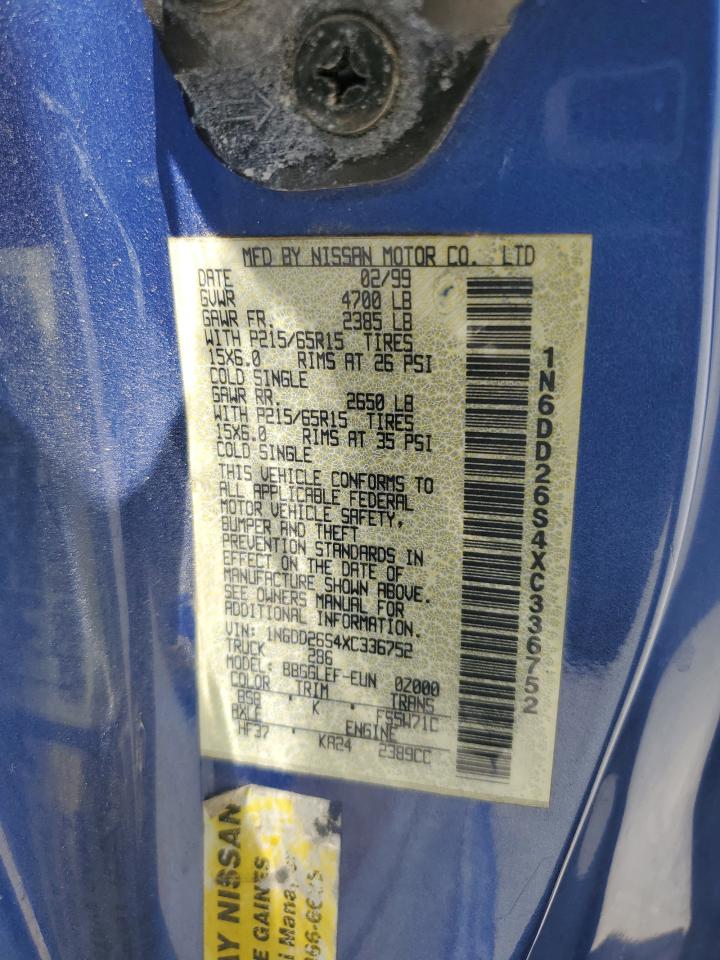 MFD BY NISSAN MOTOR CO. LTD
DATE 02/99
GVWR 4700 LB
GAWR FR. 2385 LB
WITH P215/65R15 TIRES
15X6.0 RIMS AT 26 PSI
COLD SINGLE
GAWR RR. 2650 LB
WITH P215/65R15 TIRES
15X6.0 RIMS AT 35 PSI
COLD SINGLE
THIS VEHICLE CONFORMS TO
ALL APPLICABLE FEDERAL
MOTOR VEHICLE SAFETY,
BUMPER AND THEFT
PREVENTION STANDARDS IN
EFFECT ON THE DATE OF
MANUFACTURE SHOWN ABOVE.
SEE OWNERS MANUAL FOR
ADDITIONAL INFORMATION
VIN: 1N6DD26S4XC336752
TRUCK 2B6
MODEL: BBG5LEF-EUN 02000
COLOR TRIM TRANS
K FS5W71C
AXLE ENGINE
HF37 KA24 2389CC
1N6DD26S4XC336752
NISSAN
GAINES